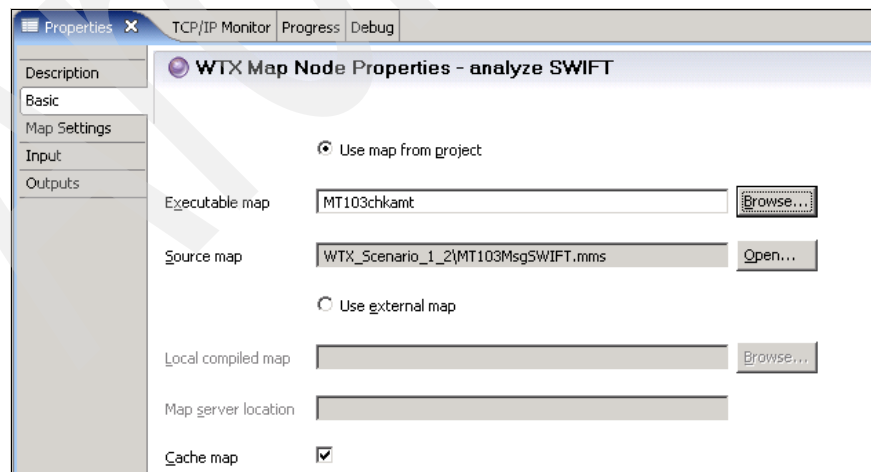 Properties TCP/IP Monitor Progress Debug
WTX Map Node Properties - analyze SWIFT
Description
Basic
Map Settings
Input
Outputs
Use map from project
Executable map MT103chkamt Browse...
Source map WTX_Scenario_1_2\MT103MsgSWIFT.mms Open...
Use external map
Local compiled map Browse...
Map server location
Cache map